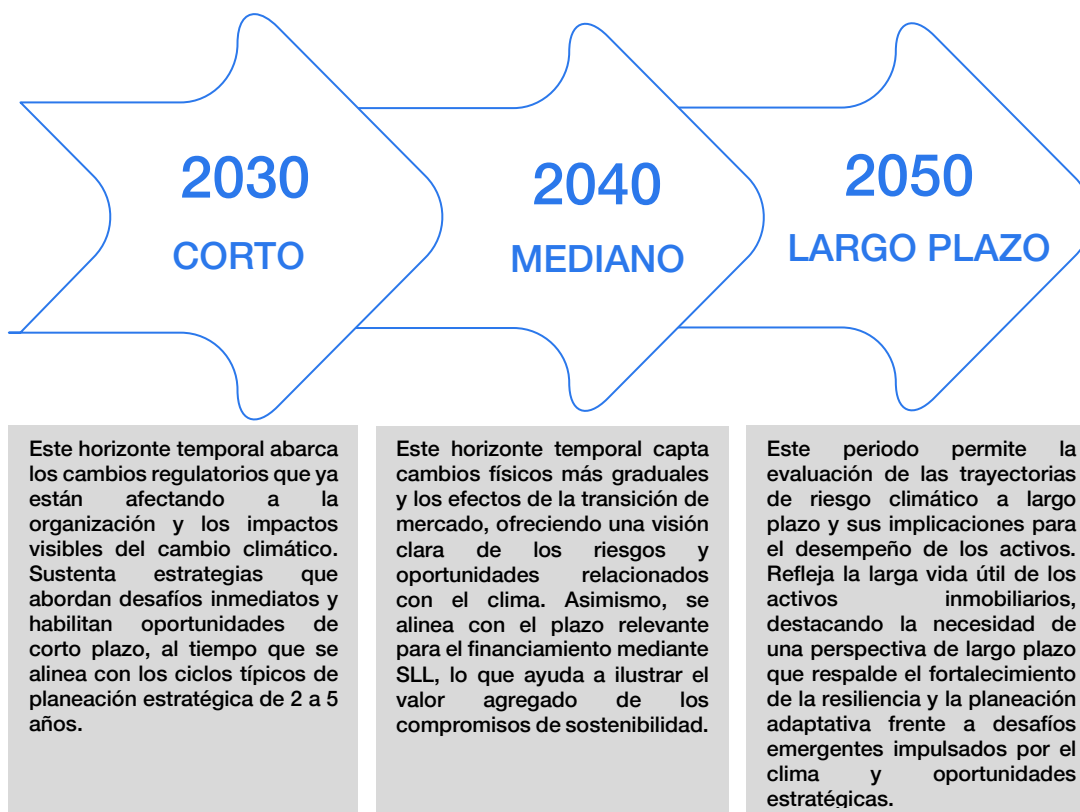 2030
CORTO
2040
MEDIANO
2050
LARGO PLAZO
Este horizonte temporal abarca
los cambios regulatorios que ya
están afectando a la
organización y los impactos
visibles del cambio climático.
Sustenta estrategias que
abordan desafíos inmediatos y
habilitan oportunidades de
corto plazo, al tiempo que se
alinea con los ciclos típicos de
planeación estratégica de 2 a 5
años.
Este horizonte temporal capta
cambios físicos más graduales
y los efectos de la transición de
mercado, ofreciendo una visión
clara de los riesgos y
oportunidades relacionados
con el clima. Asimismo, se
alinea con el plazo relevante
para el financiamiento mediante
SLL, lo que ayuda a ilustrar el
valor agregado de los
compromisos de sostenibilidad.
Este periodo permite la
evaluación de las trayectorias
de riesgo climático a largo
plazo y sus implicaciones para
el desempeño de los activos.
Refleja la larga vida útil de los
activos inmobiliarios,
destacando la necesidad de
una perspectiva de largo plazo
que respalde el fortalecimiento
de la resiliencia y la planeación
adaptativa frente a desafíos
emergentes impulsados por el
clima y oportunidades
estratégicas.